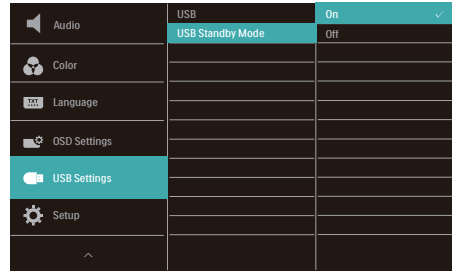 Audio
Color
TXT
Language
OSD Settings
USB Settings
Setup
USB
USB Standby Mode
On
Off